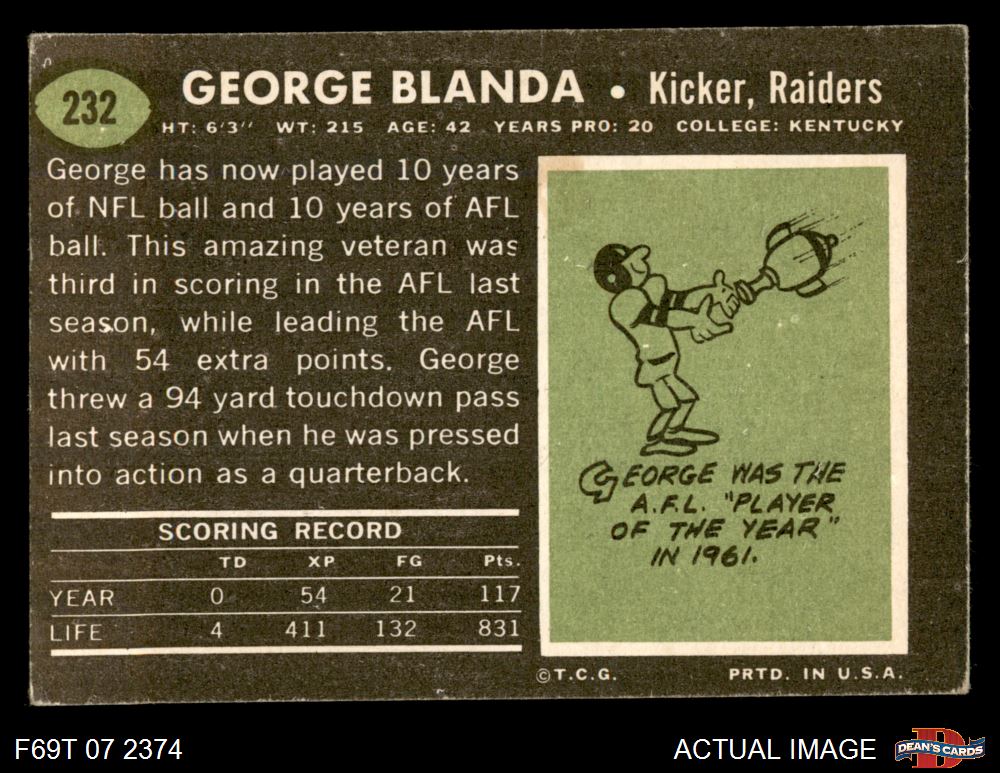 232
GEORGE BLANDA • Kicker, Raiders
HT: 6'3" WT: 215 AGE: 42 YEARS PRO: 20 COLLEGE: KENTUCKY
George has now played 10 years
of NFL ball and 10 years of AFL
ball. This amazing veteran was
third in scoring in the AFL last
season, while leading the AFL
with 54 extra points. George
threw a 94 yard touchdown pass
last season when he was pressed
into action as a quarterback.
SCORING RECORD
TD XP FG Pts.
YEAR 0 54 21 117
LIFE 4 411 132 831
GEORGE WAS THE
A.F.L. "PLAYER
OF THE YEAR"
IN 1961.
©T.C.G. PRTD. IN U.S.A.
F69T 07 2374
ACTUAL IMAGE
D
DEAN'S CARDS